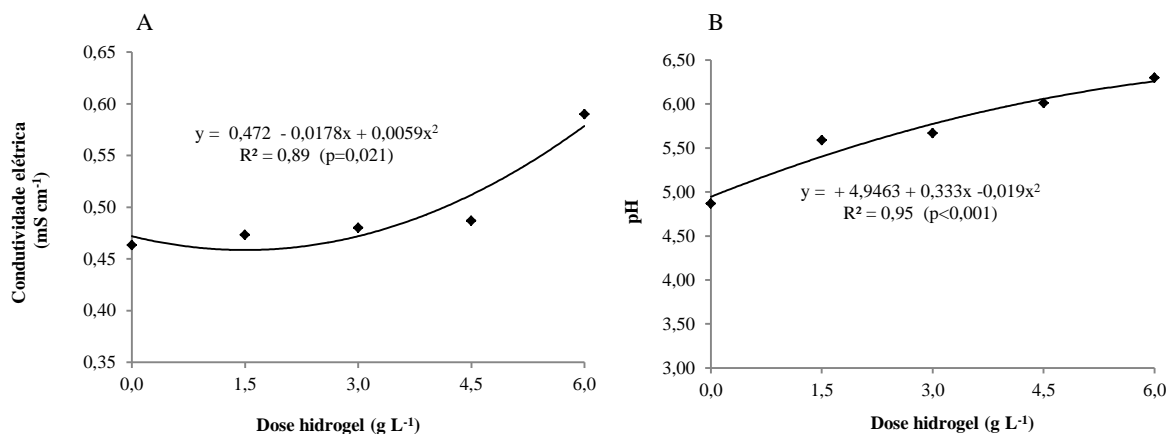 A
0,65
0,60
0,55
0,50
0,45
0,40
0,35
0,0 1,5 3,0 4,5 6,0
Condutividade elétrica
(mS cm⁻¹)
y = 0,472 - 0,0178x + 0,0059x²
R² = 0,89 (p=0,021)
Dose hidrogel (g L⁻¹)
B
6,50
6,00
5,50
5,00
4,50
4,00
3,50
3,00
0,0 1,5 3,0 4,5 6,0
pH
y = + 4,9463 + 0,333x -0,019x²
R² = 0,95 (p<0,001)
Dose hidrogel (g L⁻¹)